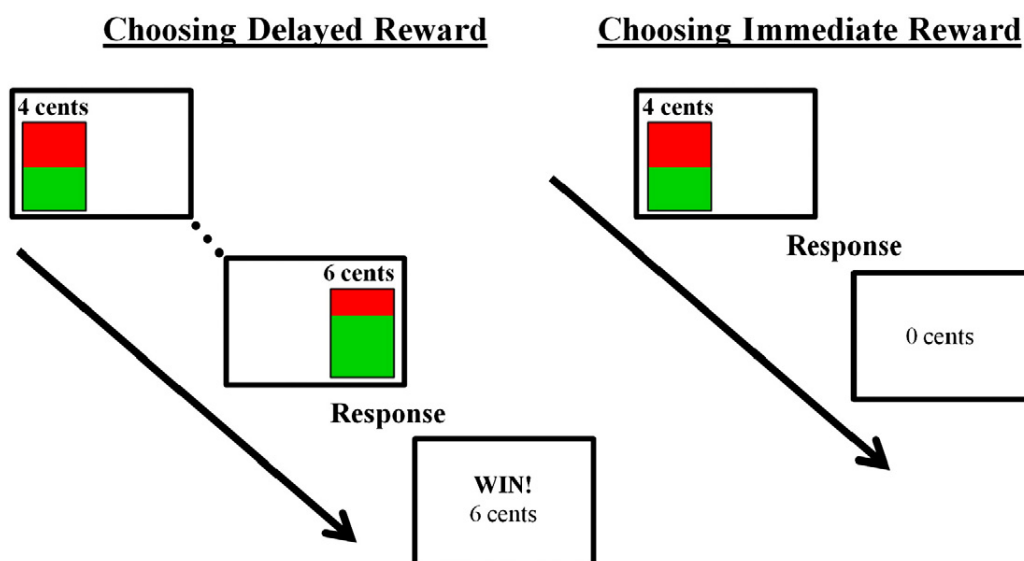 Choosing Delayed Reward
4 cents
6 cents
Response
WIN!
6 cents
Choosing Immediate Reward
4 cents
Response
0 cents